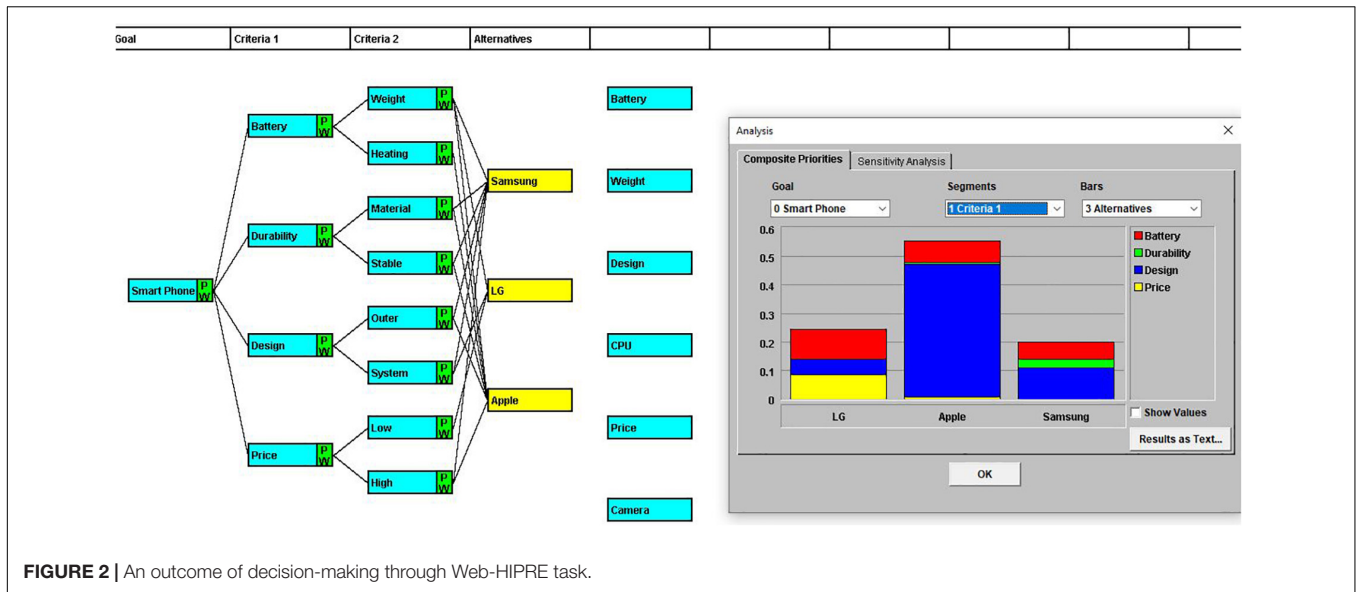 Goal Criteria 1 Criteria 2 Alternatives
Weight P W
Battery
Battery P W
Heating P W
Samsung
Weight
Material P W
Durability P W
Stable P W
Design
Smart Phone P W
LG
Outer P W
Design P W
CPU
System P W
Apple
Low P W
Price
Price P W
High P W
Camera
Analysis
Composite Priorities Sensitivity Analysis
Goal Segments Bars
0 Smart Phone 1 Criteria 1 3 Alternatives
0.6
0.5
0.4
0.3
0.2
0.1
0
Battery
Durability
Design
Price
LG Apple Samsung
Show Values
Results as Text...
OK
FIGURE 2 | An outcome of decision-making through Web-HIPRE task.